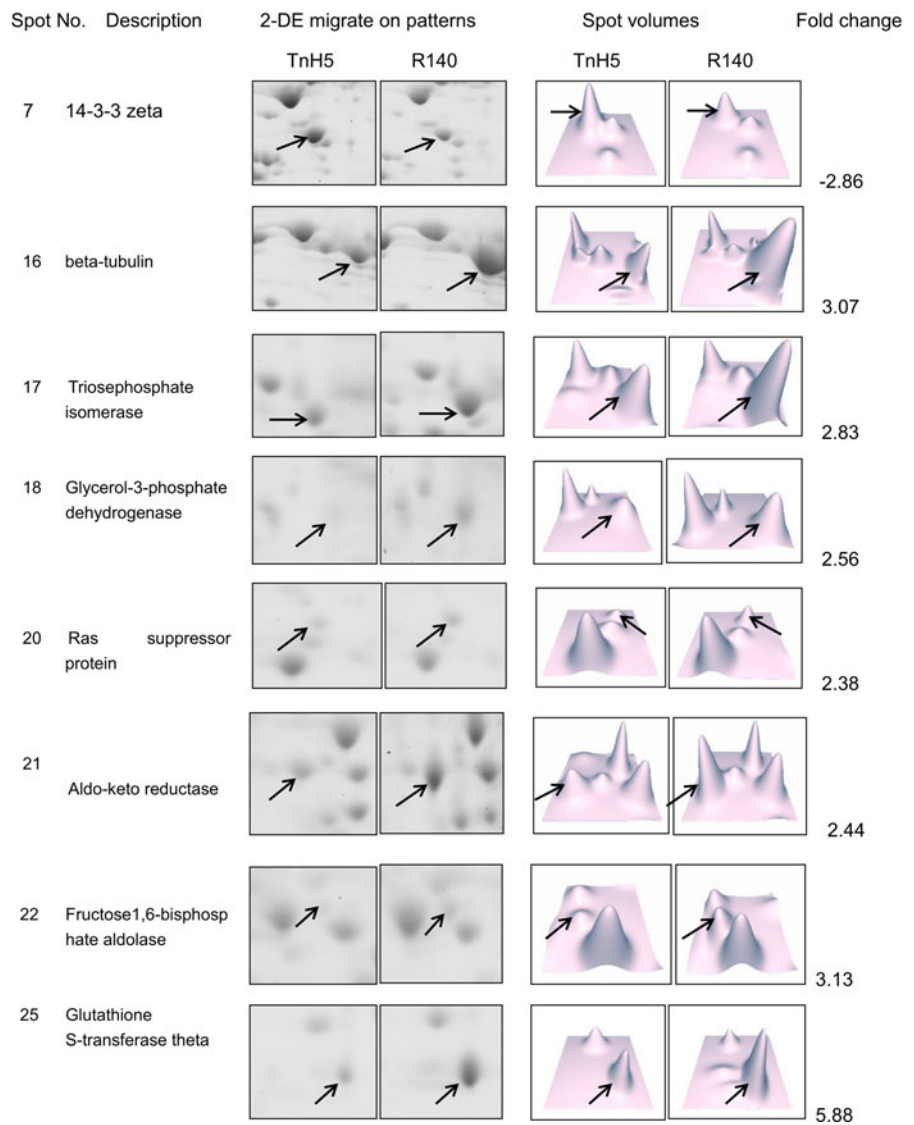 Spot No. Description 2-DE migrate on patterns Spot volumes Fold change
TnH5 R140 TnH5 R140
7 14-3-3 zeta
-2.86
16 beta-tubulin
3.07
17 Triosephosphate
isomerase
2.83
18 Glycerol-3-phosphate
dehydrogenase
2.56
20 Ras suppressor
protein
2.38
21
Aldo-keto reductase
2.44
22 Fructose1,6-bisphosp
hate aldolase
3.13
25 Glutathione
S-transferase theta
5.88